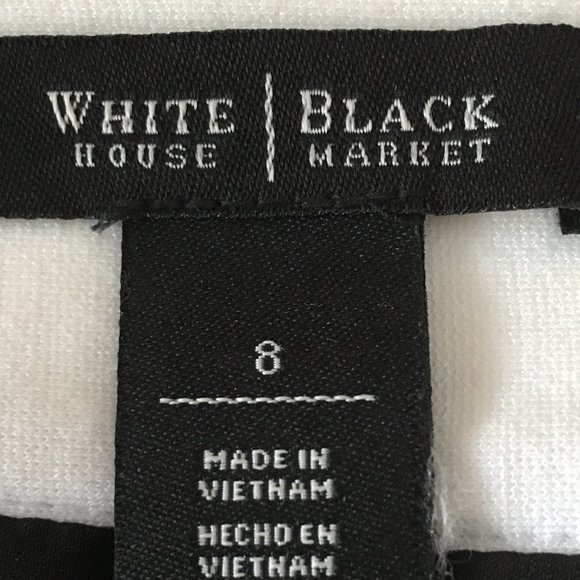 WHITE | BLACK
HOUSE MARKET
8
MADE IN
VIETNAM
HECHO EN
VIETNAM